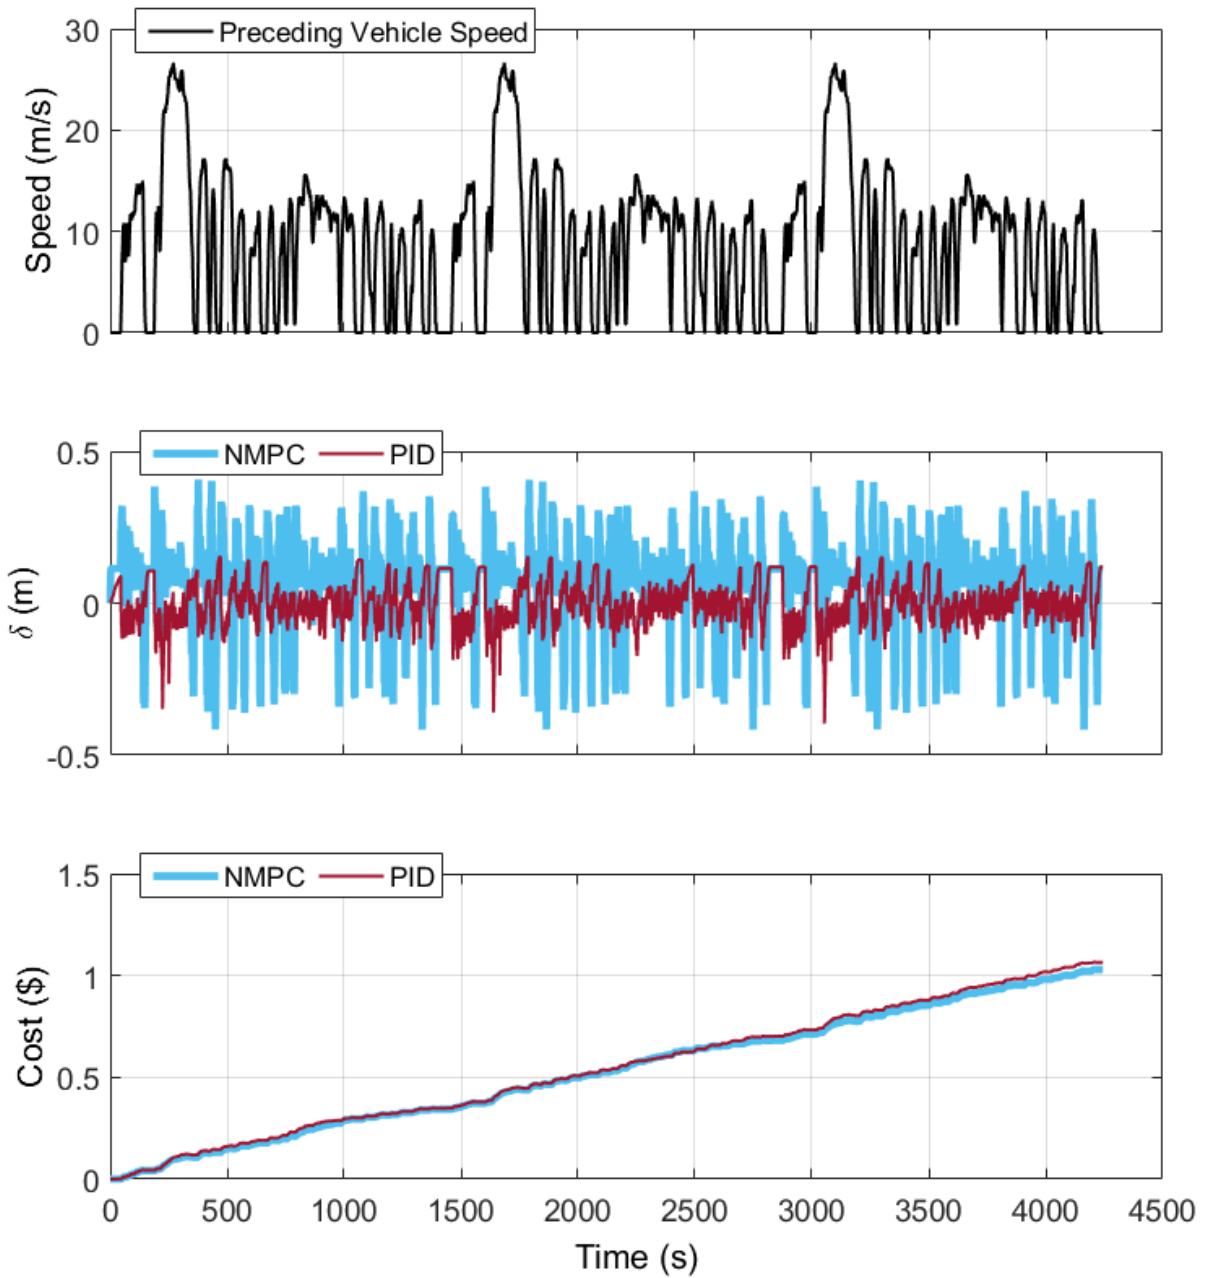 Preceding Vehicle Speed
30
20
10
0
Speed (m/s)
NMPC PID
0.5
0
-0.5
δ (m)
NMPC PID
1.5
1
0.5
0
Cost ($)
0 500 1000 1500 2000 2500 3000 3500 4000 4500
Time (s)